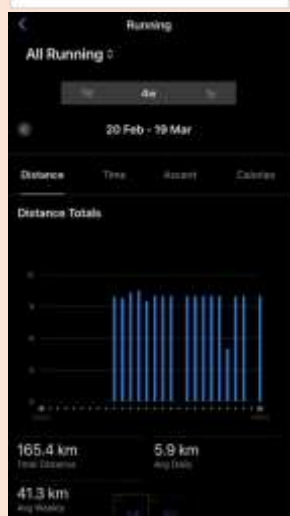 Running
All Running
4w
20 Feb - 19 Mar
Distance Time Ascent Calories
Distance Totals
165.4 km 5.9 km
Total Distance Avg Daily
41.3 km
Avg Weekly